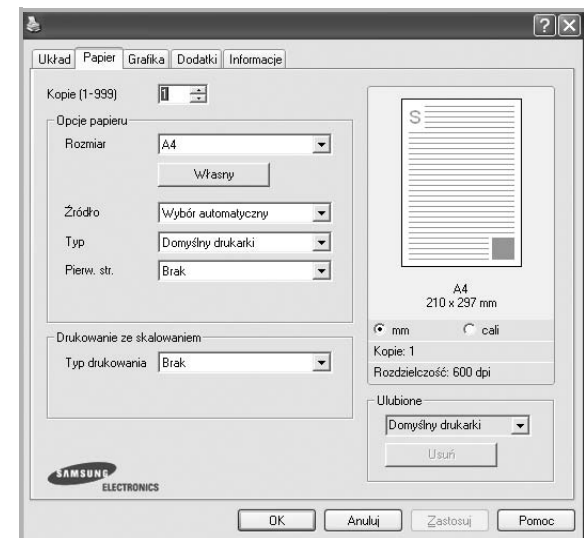 Układ Papier Grafika Dodatki Informacje
Kopie (1-999) 1
Opcje papieru
Rozmiar A4
Własny
Źródło Wybór automatyczny
Typ Domyślny drukarki
Pierw. str. Brak
Drukowanie ze skalowaniem
Typ drukowania Brak
SAMSUNG
ELECTRONICS
S
A4
210 x 297 mm
mm cali
Kopie: 1
Rozdzielczość: 600 dpi
Ulubione
Domyślny drukarki
Usuń
OK Anuluj Zastosuj Pomoc